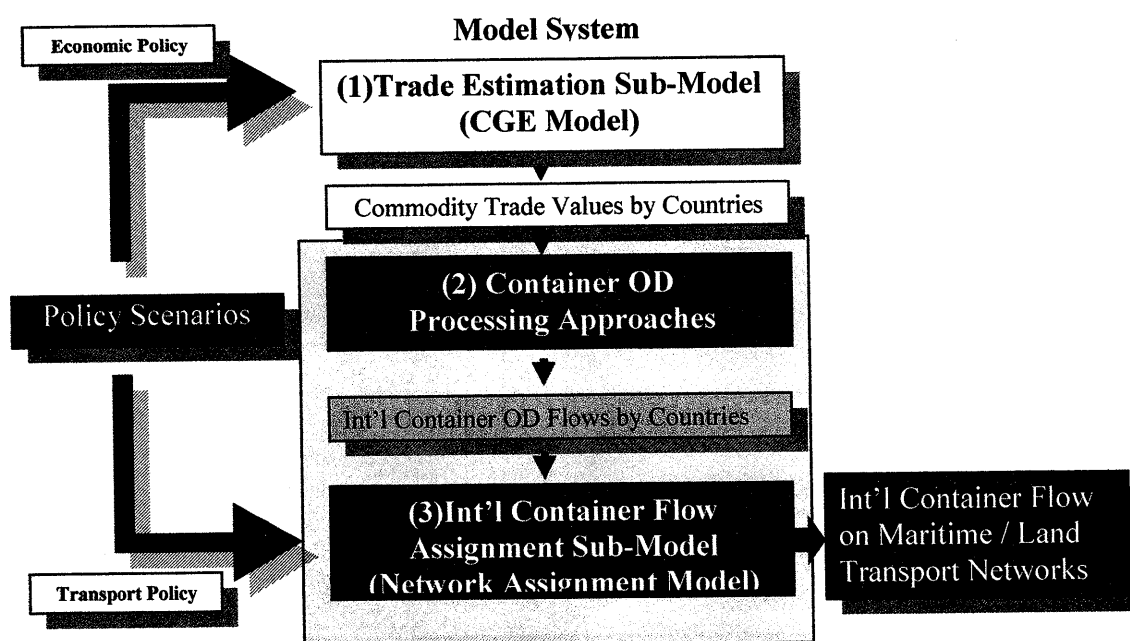 Model System
Economic Policy
(1)Trade Estimation Sub-Model
(CGE Model)
Commodity Trade Values by Countries
(2) Container OD
Processing Approaches
Policy Scenarios
Int'l Container OD Flows by Countries
(3)Int'l Container Flow
Assignment Sub-Model
(Network Assignment Model)
Int'l Container Flow
on Maritime / Land
Transport Networks
Transport Policy